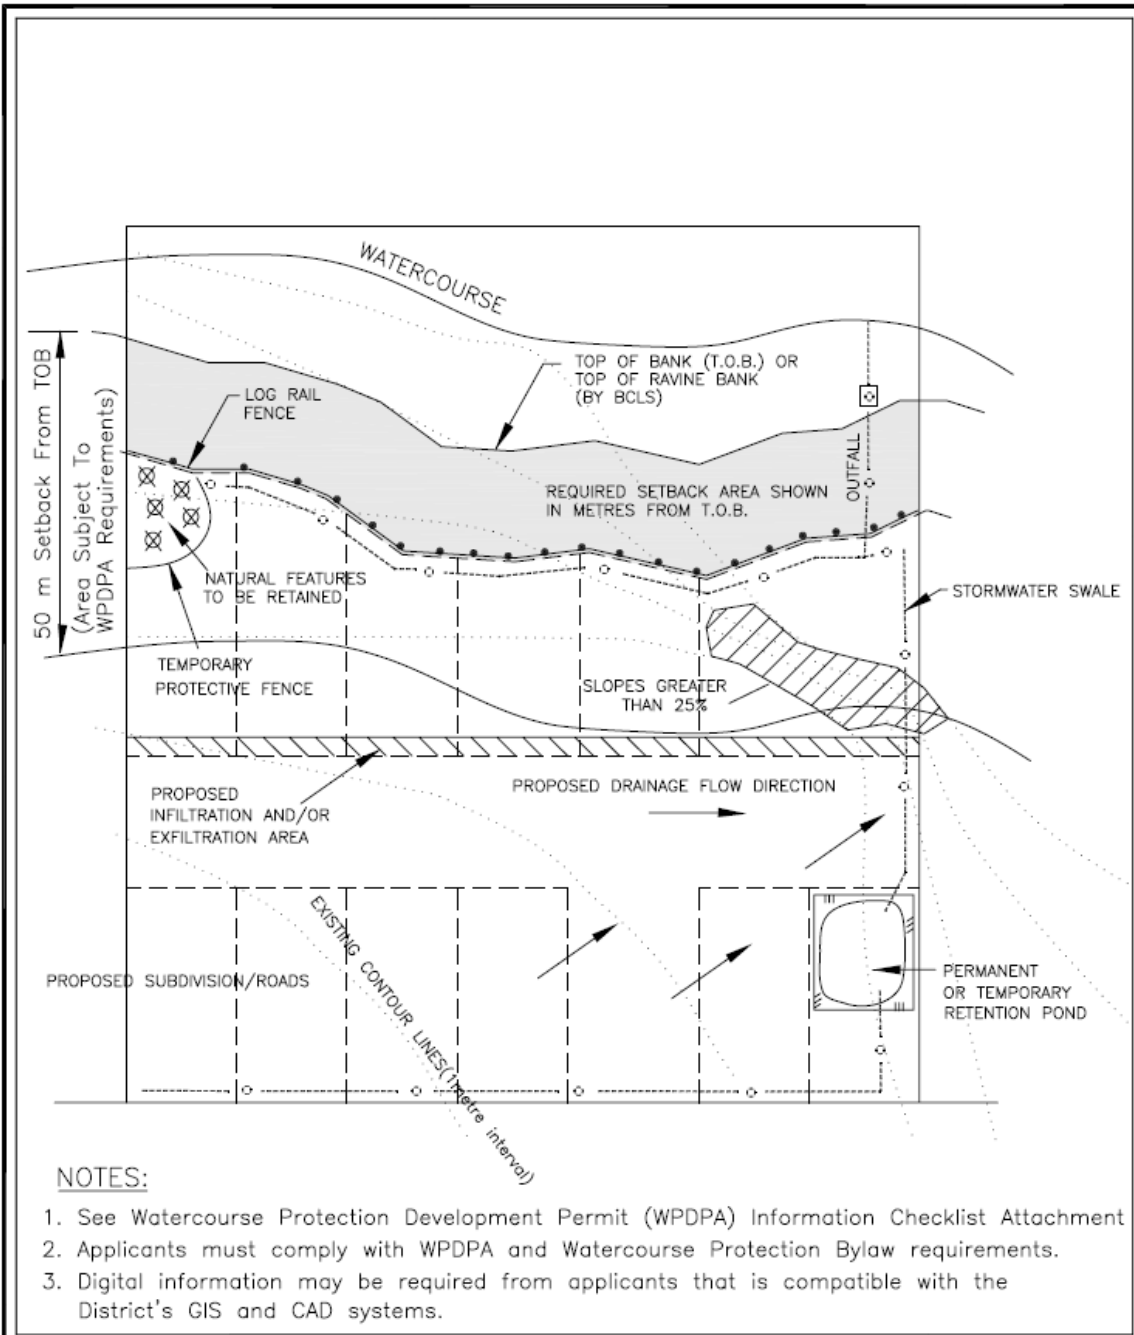 WATERCOURSE
50 m Setback From TOB
(Area Subject To
WPDPA Requirements)
TOP OF BANK (T.O.B.) OR
TOP OF RAVINE BANK
(BY BCLS)
LOG RAIL
FENCE
OUTFALL
REQUIRED SETBACK AREA SHOWN
IN METRES FROM T.O.B.
NATURAL FEATURES
TO BE RETAINED
STORMWATER SWALE
TEMPORARY
PROTECTIVE FENCE
SLOPES GREATER
THAN 25%
PROPOSED
INFILTRATION AND/OR
EXFILTRATION AREA
PROPOSED DRAINAGE FLOW DIRECTION
EXISTING CONTOUR LINES(1metre interval)
PROPOSED SUBDIVISION/ROADS
PERMANENT
OR TEMPORARY
RETENTION POND
NOTES:
1. See Watercourse Protection Development Permit (WPDPA) Information Checklist Attachment
2. Applicants must comply with WPDPA and Watercourse Protection Bylaw requirements.
3. Digital information may be required from applicants that is compatible with the
District's GIS and CAD systems.